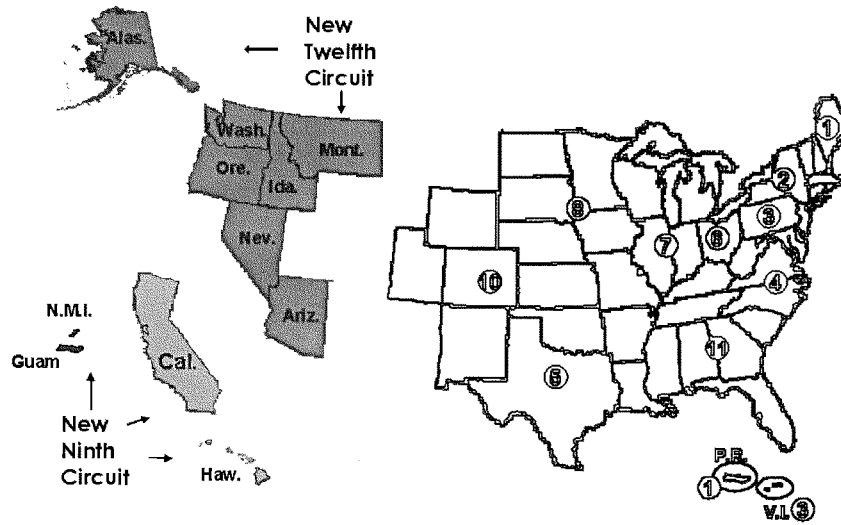 Alas.
New
Twelfth
Circuit
Wash.
Mont.
Ore.
Ida.
Nev.
Ariz.
N.M.I.
Guam
Cal.
New
Ninth
Circuit
Haw.
1
2
3
8
6
7
4
10
11
5
P.R.
1
V.I. 3